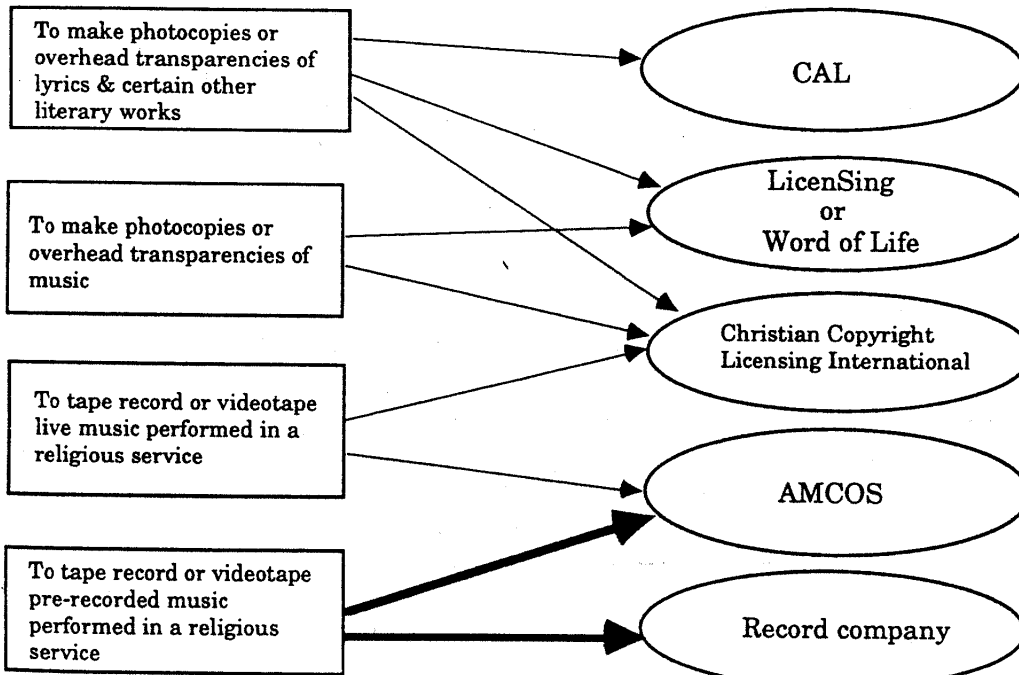 To make photocopies or
overhead transparencies of
lyrics & certain other
literary works
CAL
LicenSing
or
Word of Life
To make photocopies or
overhead transparencies of
music
Christian Copyright
Licensing International
To tape record or videotape
live music performed in a
religious service
AMCOS
To tape record or videotape
pre-recorded music
performed in a religious
service
Record company